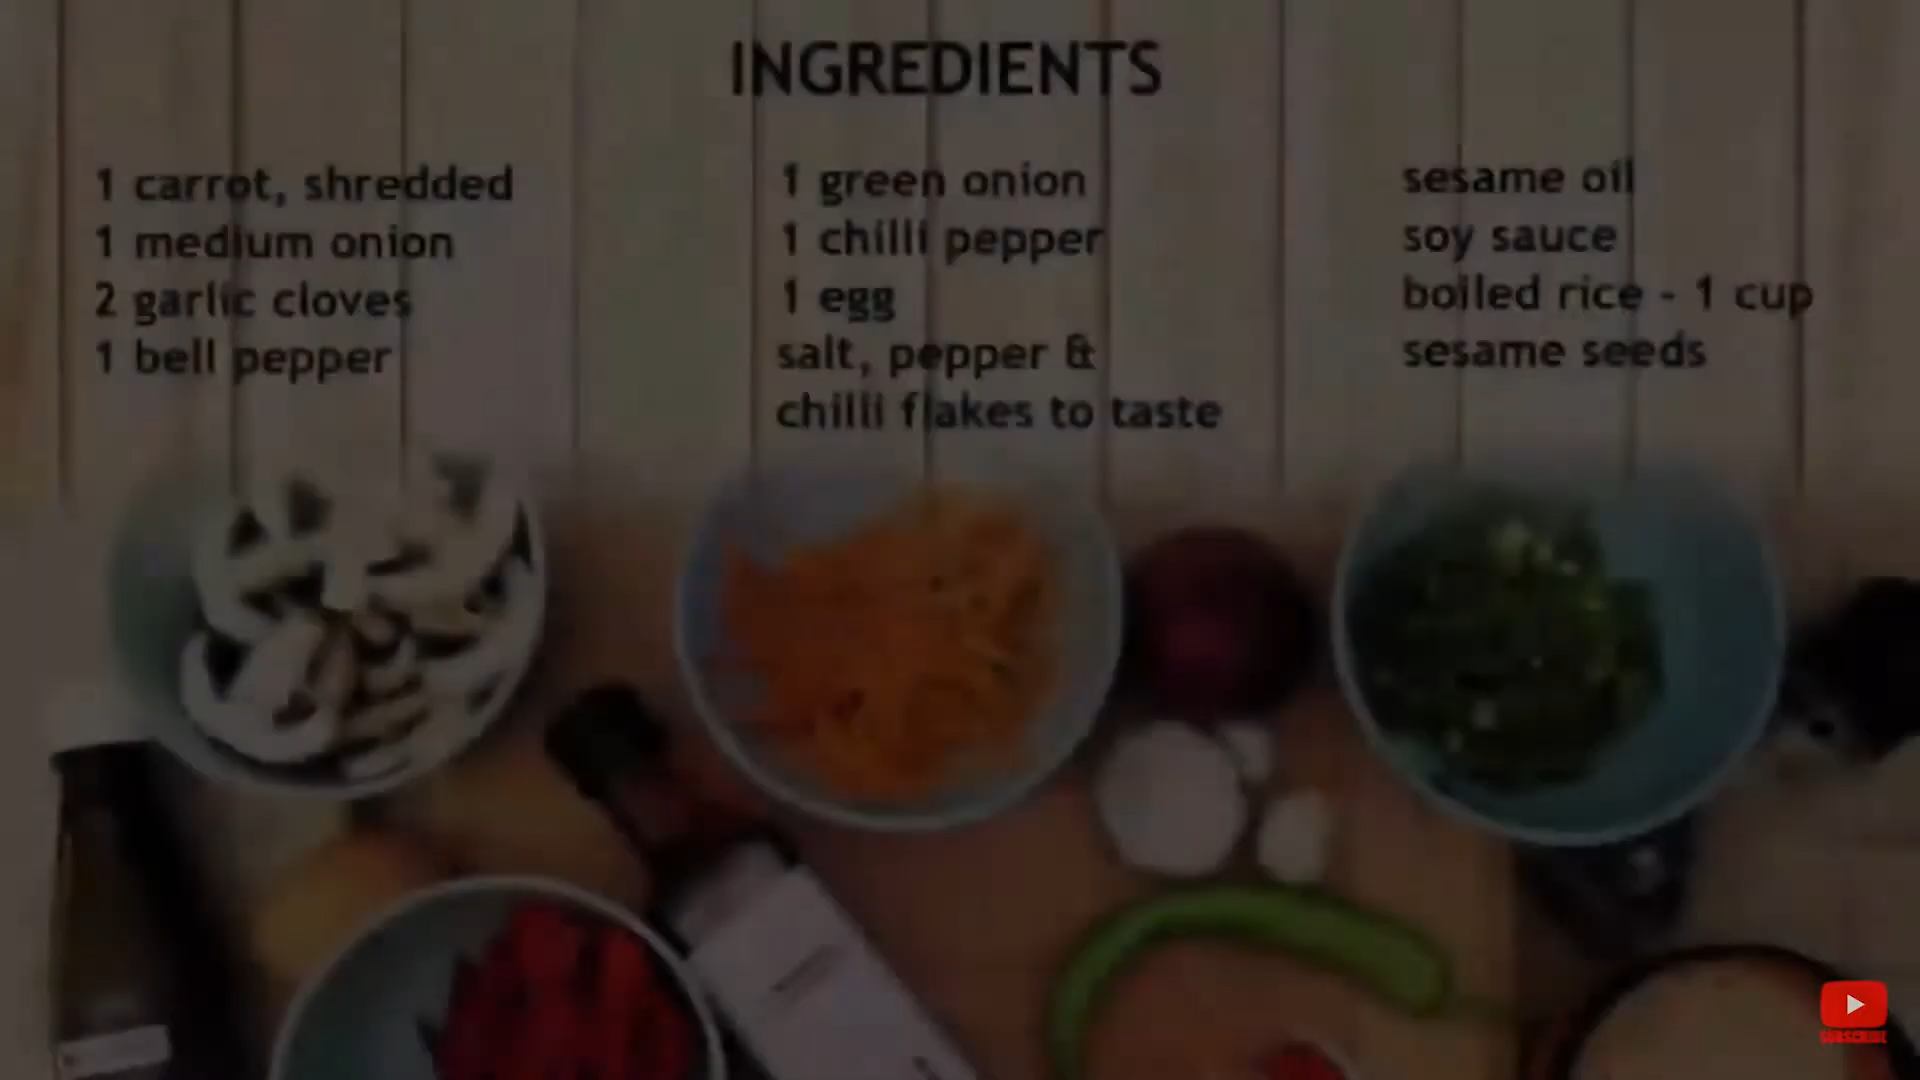 INGREDIENTS
1 carrot, shredded
1 medium onion
2 garlic cloves
1 bell pepper
1 green onion
1 chilli pepper
1 egg
salt, pepper &
chilli flakes to taste
sesame oil
soy sauce
boiled rice - 1 cup
sesame seeds
SUBSCRIBE